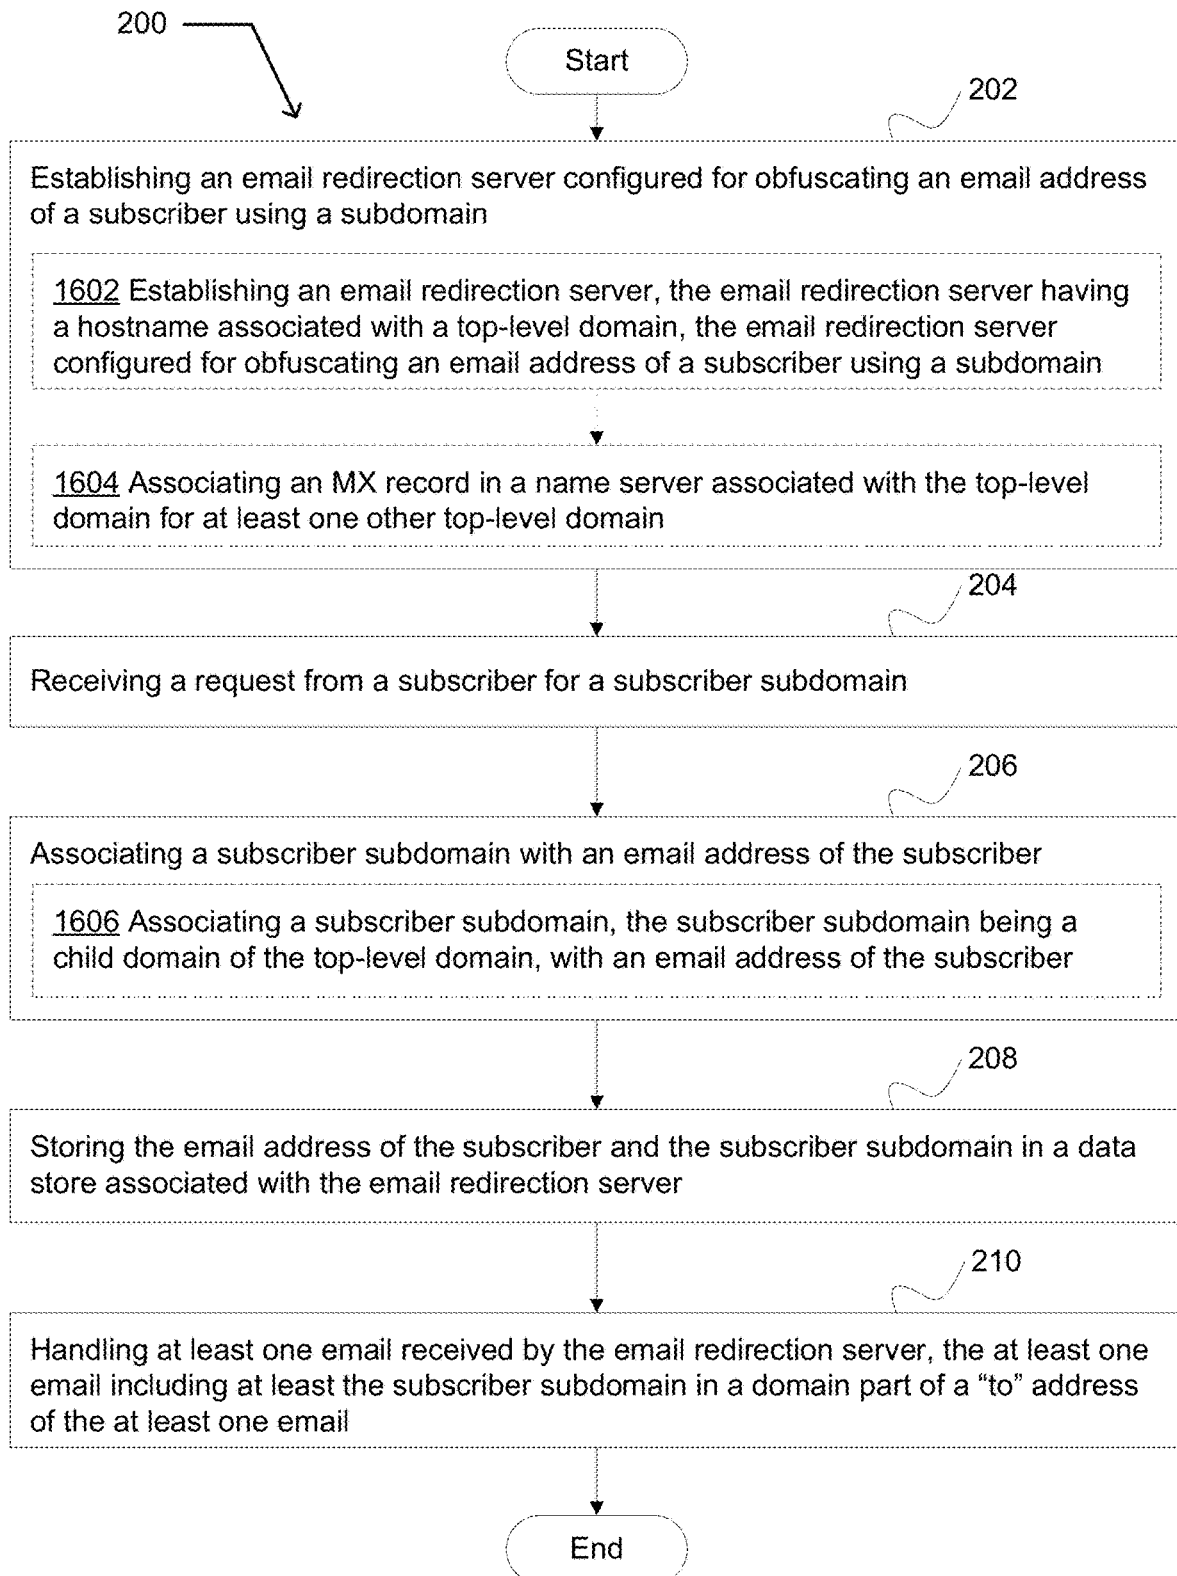 200
Start
202
Establishing an email redirection server configured for obfuscating an email address
of a subscriber using a subdomain
1602 Establishing an email redirection server, the email redirection server having
a hostname associated with a top-level domain, the email redirection server
configured for obfuscating an email address of a subscriber using a subdomain
1604 Associating an MX record in a name server associated with the top-level
domain for at least one other top-level domain
204
Receiving a request from a subscriber for a subscriber subdomain
206
Associating a subscriber subdomain with an email address of the subscriber
1606 Associating a subscriber subdomain, the subscriber subdomain being a
child domain of the top-level domain, with an email address of the subscriber
208
Storing the email address of the subscriber and the subscriber subdomain in a data
store associated with the email redirection server
210
Handling at least one email received by the email redirection server, the at least one
email including at least the subscriber subdomain in a domain part of a “to” address
of the at least one email
End